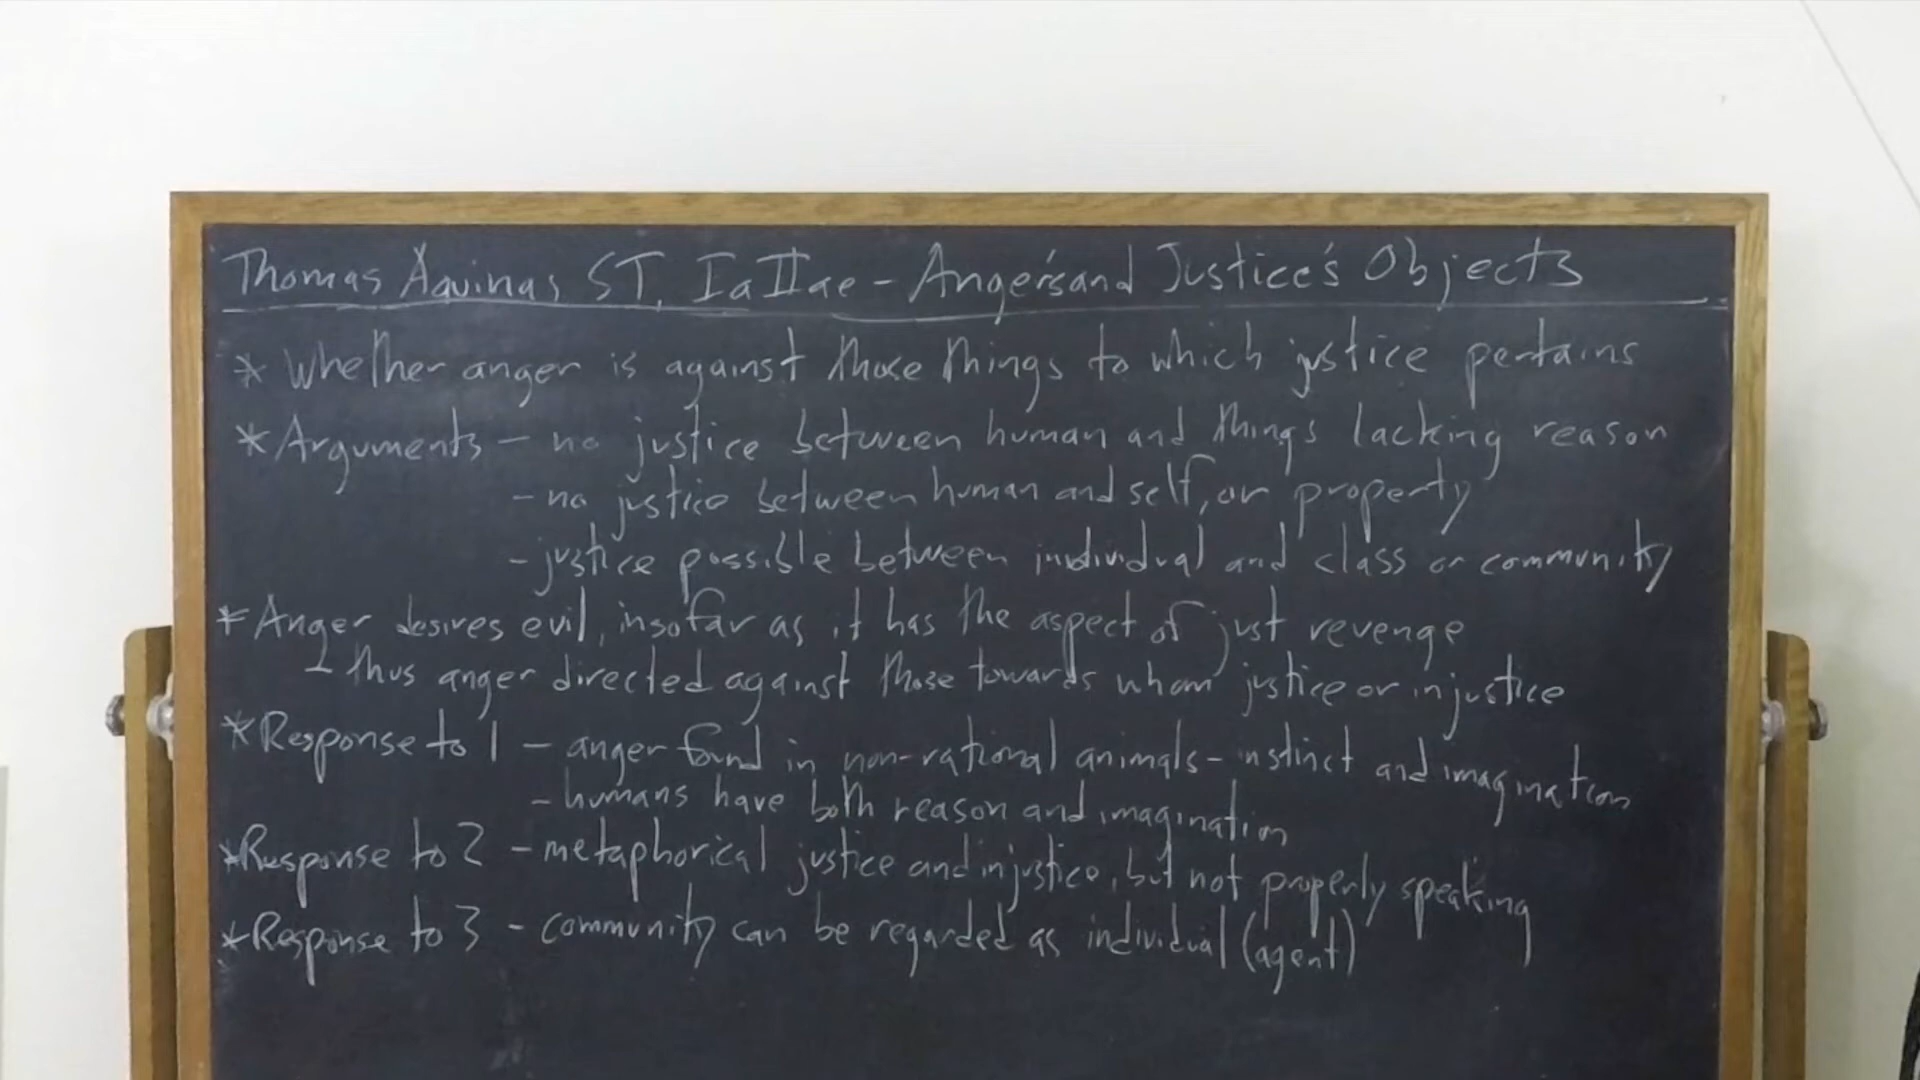 Thomas Aquinas ST, Ia IIae - Anger's and Justice's Objects
* Whether anger is against those things to which justice pertains
* Arguments - no justice between human and things lacking reason
- no justice between human and self, or property
- justice possible between individual and class or community
* Anger desires evil, insofar as it has the aspect of just revenge
- thus anger directed against those towards whom justice or injustice
* Response to 1 - anger found in non-rational animals - instinct and imagination
- humans have both reason and imagination
* Response to 2 - metaphorical justice and injustice, but not properly speaking
* Response to 3 - community can be regarded as individual (agent)